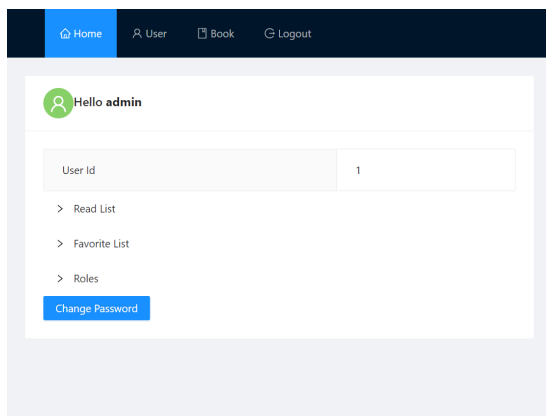 Home User Book Logout
Hello admin
User Id 1
Read List
Favorite List
Roles
Change Password